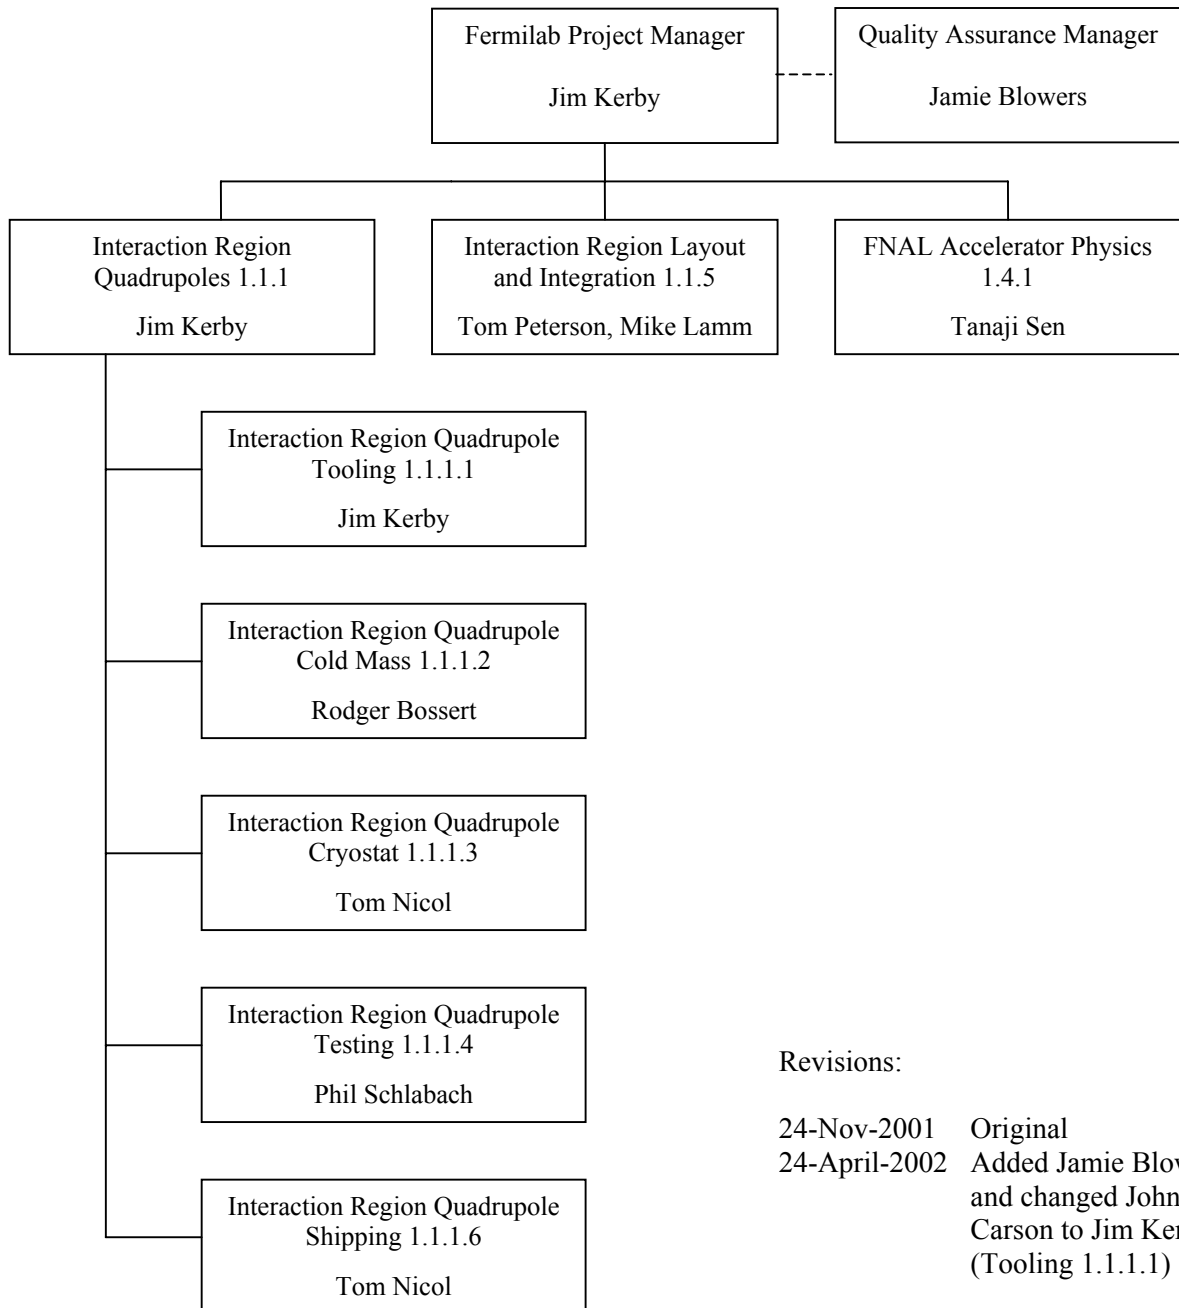 Fermilab Project Manager
Jim Kerby
Quality Assurance Manager
Jamie Blowers
Interaction Region
Quadrupoles 1.1.1
Jim Kerby
Interaction Region Layout
and Integration 1.1.5
Tom Peterson, Mike Lamm
FNAL Accelerator Physics
1.4.1
Tanaji Sen
Interaction Region Quadrupole
Tooling 1.1.1.1
Jim Kerby
Interaction Region Quadrupole
Cold Mass 1.1.1.2
Rodger Bossert
Interaction Region Quadrupole
Cryostat 1.1.1.3
Tom Nicol
Interaction Region Quadrupole
Testing 1.1.1.4
Phil Schlabach
Interaction Region Quadrupole
Shipping 1.1.1.6
Tom Nicol
Revisions:
24-Nov-2001 Original
24-April-2002 Added Jamie
and changed John
Carson to Jim
(Tooling 1.1.1.1)